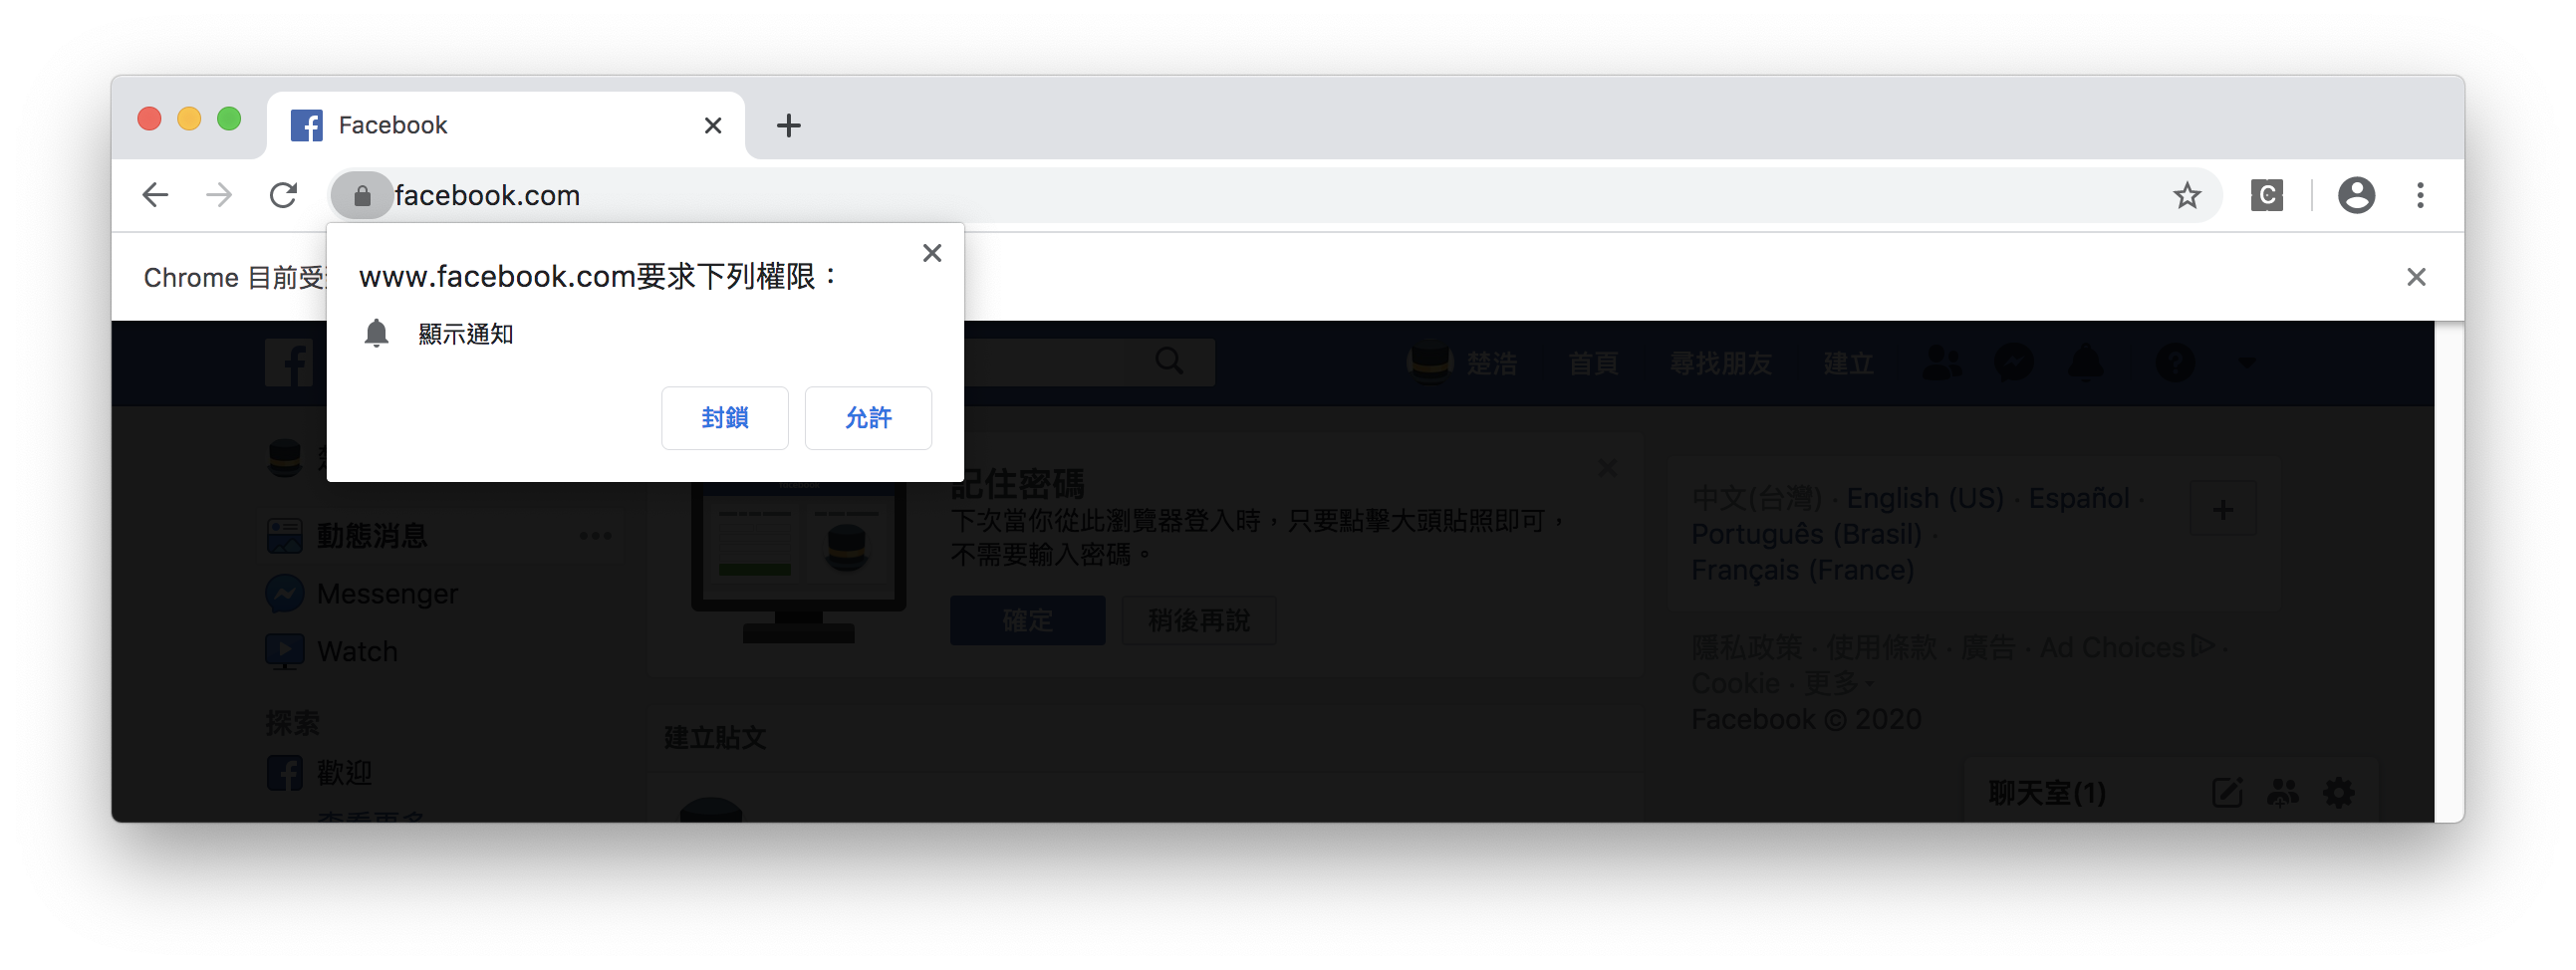 Facebook
facebook.com
Chrome 目前受
www.facebook.com要求下列權限：
顯示通知
封鎖
允許
楚浩
首頁
尋找朋友
建立
動態消息
Messenger
Watch
探索
歡迎
查看更多
記住密碼
下次當你從此瀏覽器登入時，只要點擊大頭貼照即可，
不需要輸入密碼。
確定
稍後再說
建立貼文
中文(台灣) · English (US) · Español ·
Português (Brasil) ·
Français (France)
隱私政策 · 使用條款 · 廣告 · Ad Choices ·
Cookie · 更多
Facebook © 2020
聊天室(1)